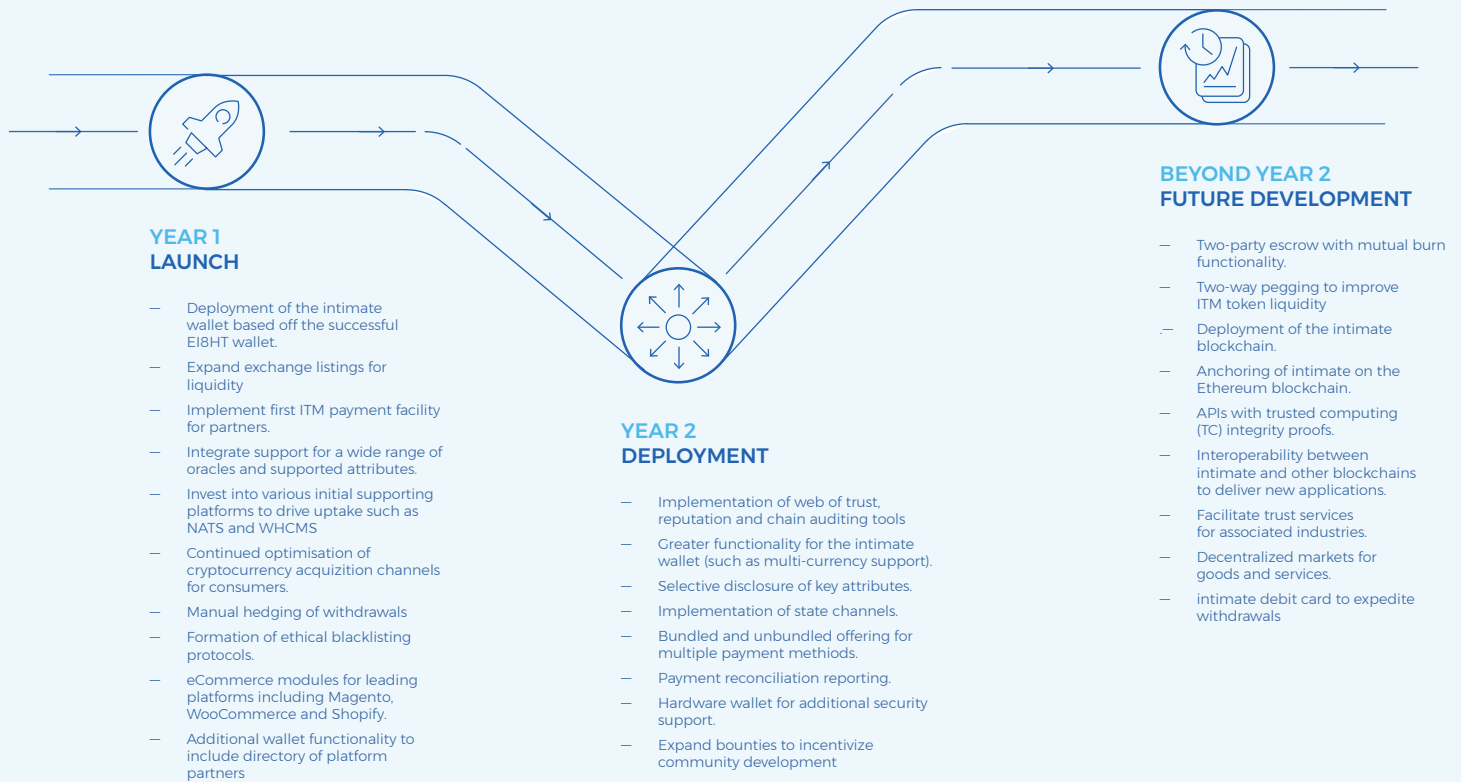 YEAR 1
LAUNCH
— Deployment of the intimate
wallet based off the successful
EI8HT wallet.
— Expand exchange listings for
liquidity
— Implement first ITM payment facility
for partners.
— Integrate support for a wide range of
oracles and supported attributes.
— Invest into various initial supporting
platforms to drive uptake such as
NATS and WHCMS
— Continued optimisation of
cryptocurrency acquizition channels
for consumers.
— Manual hedging of withdrawals
— Formation of ethical blacklisting
protocols.
— eCommerce modules for leading
platforms including Magento,
WooCommerce and Shopify.
— Additional wallet functionality to
include directory of platform
partners
YEAR 2
DEPLOYMENT
— Implementation of web of trust,
reputation and chain auditing tools
— Greater functionality for the intimate
wallet (such as multi-currency support).
— Selective disclosure of key attributes.
— Implementation of state channels.
— Bundled and unbundled offering for
multiple payment methiods.
— Payment reconciliation reporting.
— Hardware wallet for additional security
support.
— Expand bounties to incentivize
community development
BEYOND YEAR 2
FUTURE DEVELOPMENT
— Two-party escrow with mutual burn
functionality.
— Two-way pegging to improve
ITM token liquidity
.— Deployment of the intimate
blockchain.
— Anchoring of intimate on the
Ethereum blockchain.
— APIs with trusted computing
(TC) integrity proofs.
— Interoperability between
intimate and other blockchains
to deliver new applications.
— Facilitate trust services
for associated industries.
— Decentralized markets for
goods and services.
— intimate debit card to expedite
withdrawals